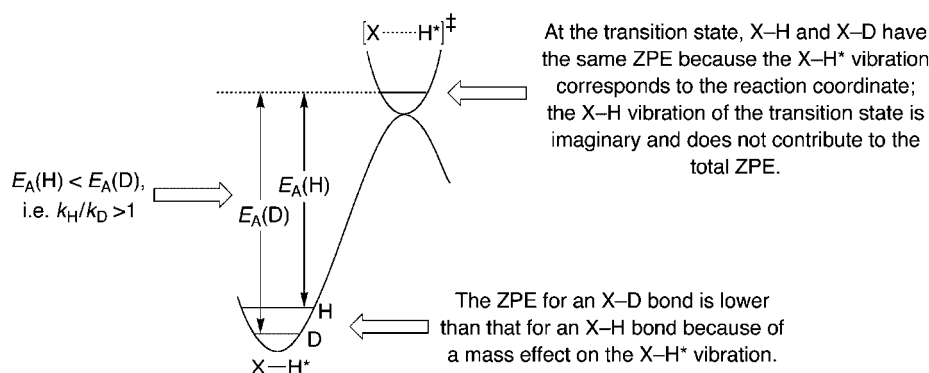 [X········H*]‡
At the transition state, X–H and X–D have
the same ZPE because the X–H* vibration
corresponds to the reaction coordinate;
the X–H vibration of the transition state is
imaginary and does not contribute to the
total ZPE.
EA(H) < EA(D),
i.e. kH/kD >1
EA(H)
EA(D)
H
D
X—H*
The ZPE for an X–D bond is lower
than that for an X–H bond because of
a mass effect on the X–H* vibration.